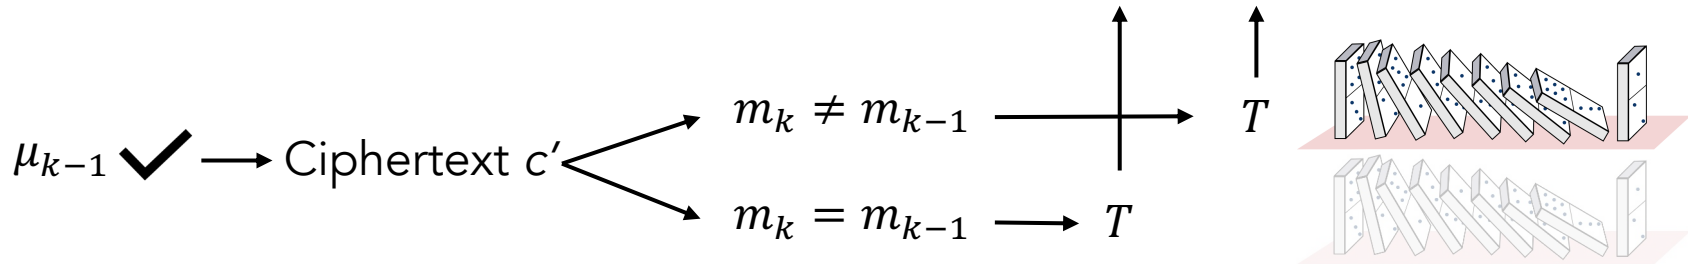 m_k ≠ m_{k−1} T
μ_{k−1} ✓ → Ciphertext c′
m_k = m_{k−1} → T